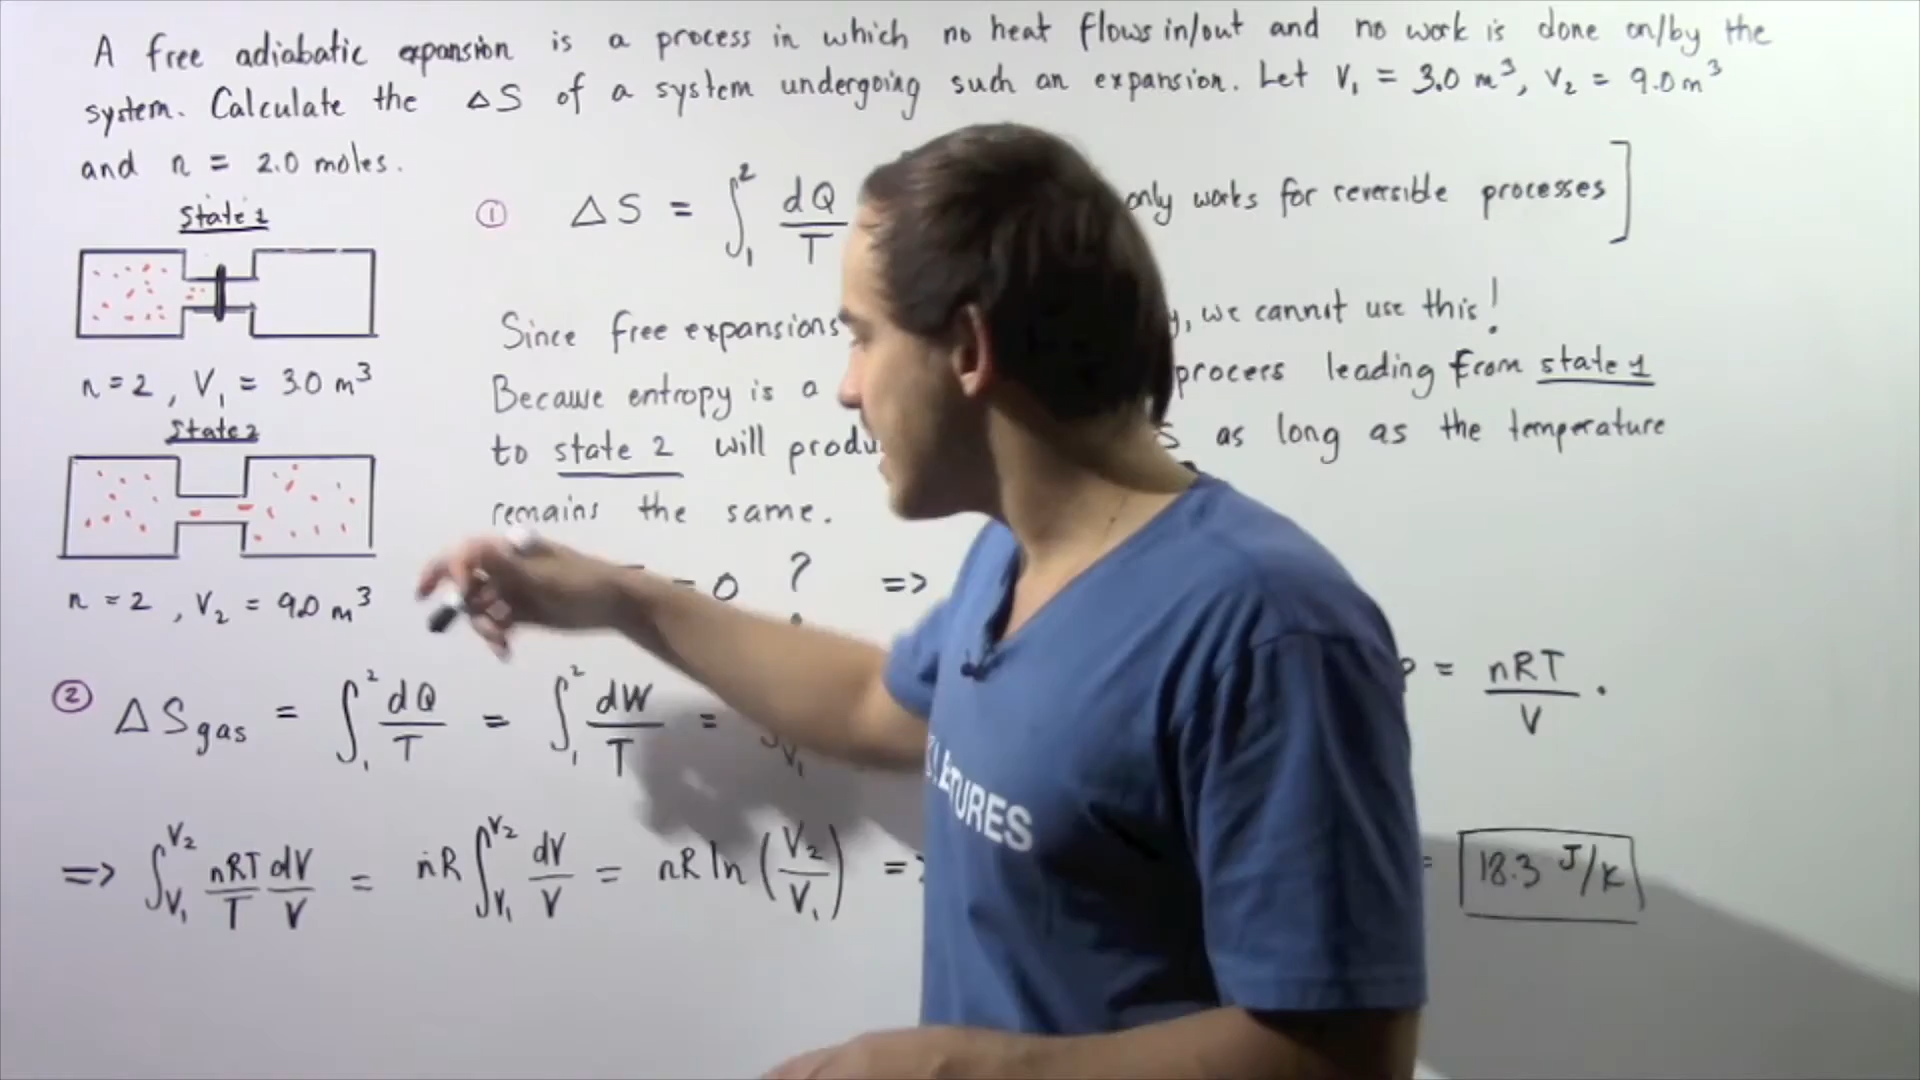 A free adiabatic expansion is a process in which no heat flows in/out and no work is done on/by the
system. Calculate the ΔS of a system undergoing such an expansion. Let V₁ = 3.0 m³, V₂ = 9.0 m³
and n = 2.0 moles.
State 1
① ΔS = ∫₁² dQ/T only works for reversible processes]
n = 2, V₁ = 3.0 m³
Since free expansions , we cannot use this!
Because entropy is a process leading from state 1
to state 2 will as long as the temperature
remains the same.
State 2
n = 2, V₂ = 9.0 m³
= 0 ? =>
② ΔS gas = ∫₁² dQ/T = ∫₁² dW/T = V₁ = nRT/V.
=> ∫V₁^V₂ nRT/T dV/V = nR ∫V₁^V₂ dV/V = nR ln (V₂/V₁) => = 18.3 J/K